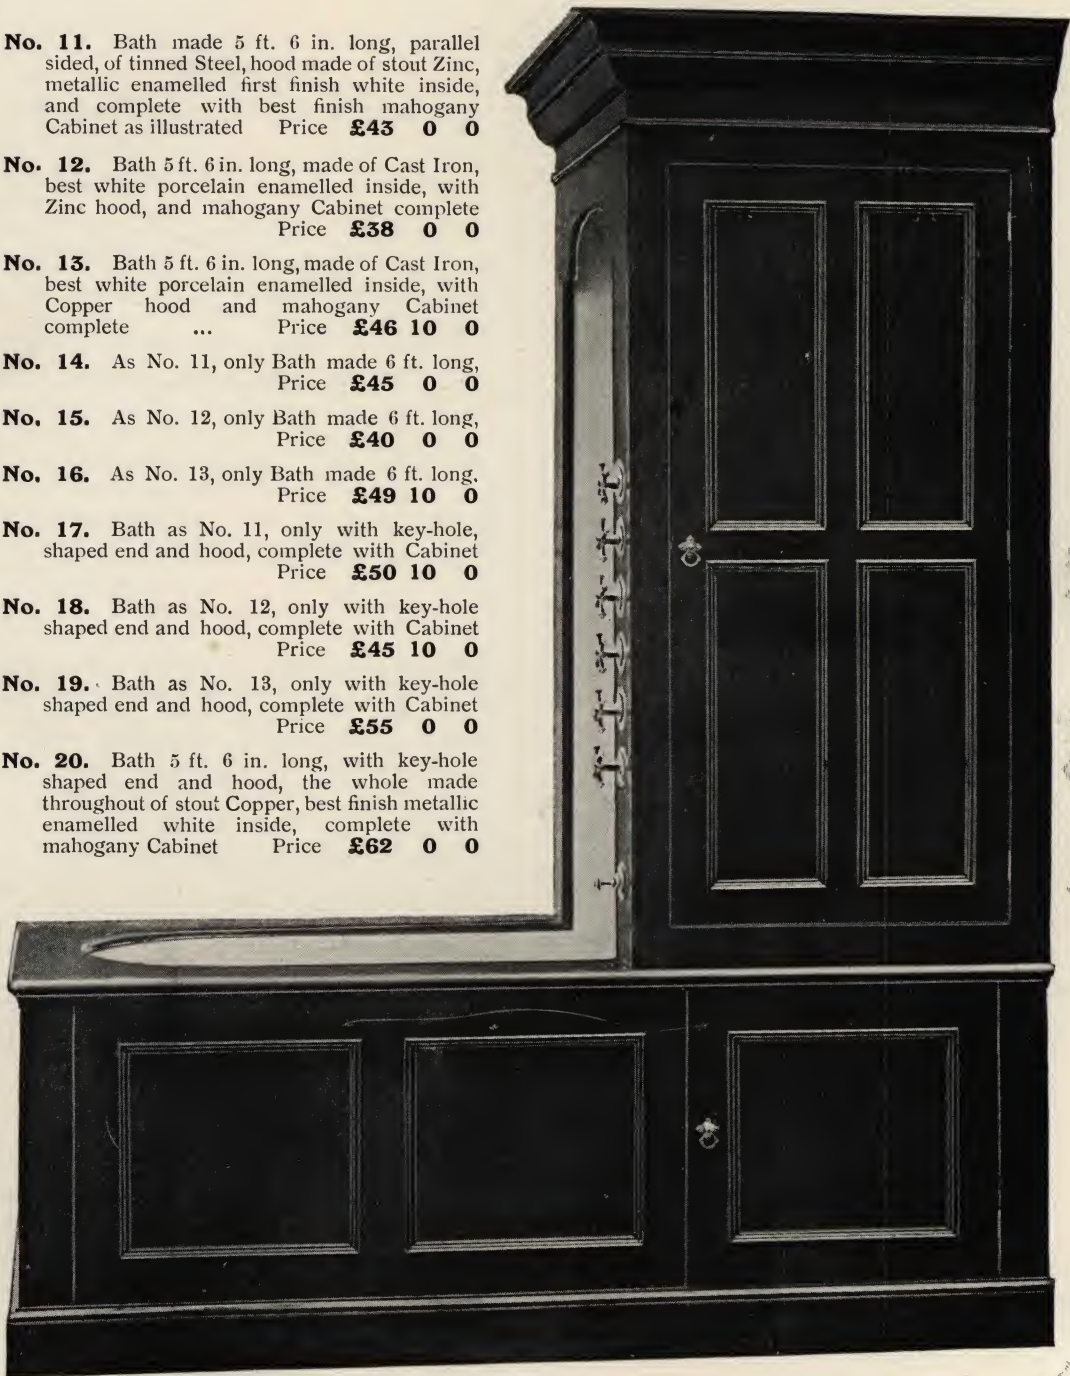 No. 11. Bath made 5 ft. 6 in. long, parallel
sided, of tinned Steel, hood made of stout Zinc,
metallic enamelled first finish white inside,
and complete with best finish mahogany
Cabinet as illustrated Price £43 0 0
No. 12. Bath 5 ft. 6 in. long, made of Cast Iron,
best white porcelain enamelled inside, with
Zinc hood, and mahogany Cabinet complete
Price £38 0 0
No. 13. Bath 5 ft. 6 in. long, made of Cast Iron,
best white porcelain enamelled inside, with
Copper hood and mahogany Cabinet
complete ... Price £46 10 0
No. 14. As No. 11, only Bath made 6 ft. long,
Price £45 0 0
No. 15. As No. 12, only Bath made 6 ft. long,
Price £40 0 0
No. 16. As No. 13, only Bath made 6 ft. long.
Price £49 10 0
No. 17. Bath as No. 11, only with key-hole,
shaped end and hood, complete with Cabinet
Price £50 10 0
No. 18. Bath as No. 12, only with key-hole
shaped end and hood, complete with Cabinet
Price £45 10 0
No. 19. Bath as No. 13, only with key-hole
shaped end and hood, complete with Cabinet
Price £55 0 0
No. 20. Bath 5 ft. 6 in. long, with key-hole
shaped end and hood, the whole made
throughout of stout Copper, best finish metallic
enamelled white inside, complete with
mahogany Cabinet Price £62 0 0